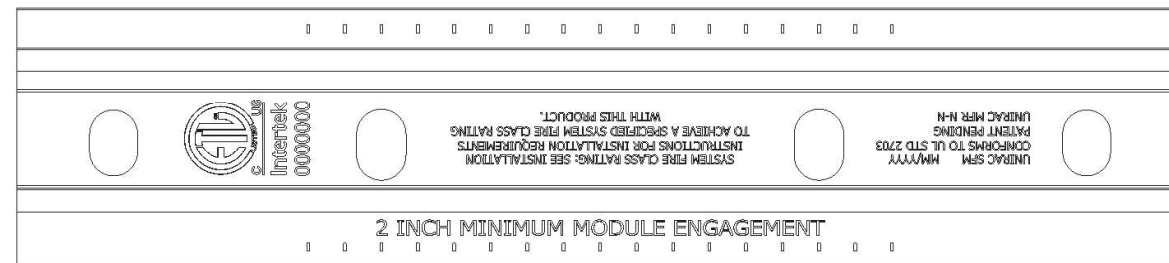 C US
Intertek
0000000
SYSTEM FIRE CLASS RATING: SEE INSTALLATION
INSTRUCTIONS FOR INSTALLATION REQUIREMENTS
TO ACHIEVE A SPECIFIED SYSTEM FIRE CLASS RATING
WITH THIS PRODUCT.
UNIRAC SFM MM/YYYY
CONFORMS TO UL STD 2703
PATENT PENDING
UNIRAC MFR N-N
2 INCH MINIMUM MODULE ENGAGEMENT